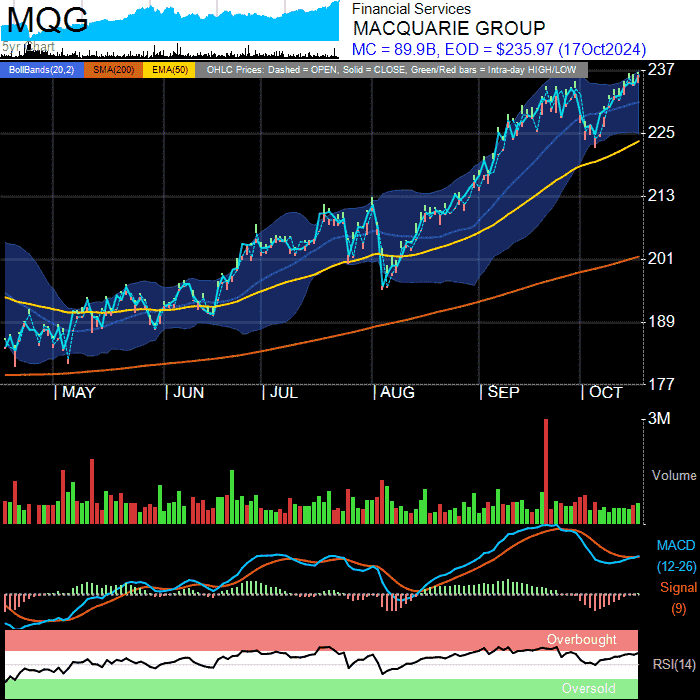 MQG
5yr Chart
Financial Services
MACQUARIE GROUP
MC = 89.9B, EOD = $235.97 (17Oct2024)
BollBands(20,2) SMA(200) EMA(50) OHLC Prices: Dashed = OPEN, Solid = CLOSE, Green/Red bars = Intra-day HIGH/LOW
237
225
213
201
189
177
| MAY | JUN | JUL | AUG | SEP | OCT
3M
Volume
MACD
(12-26)
Signal
(9)
Overbought
RSI(14)
Oversold